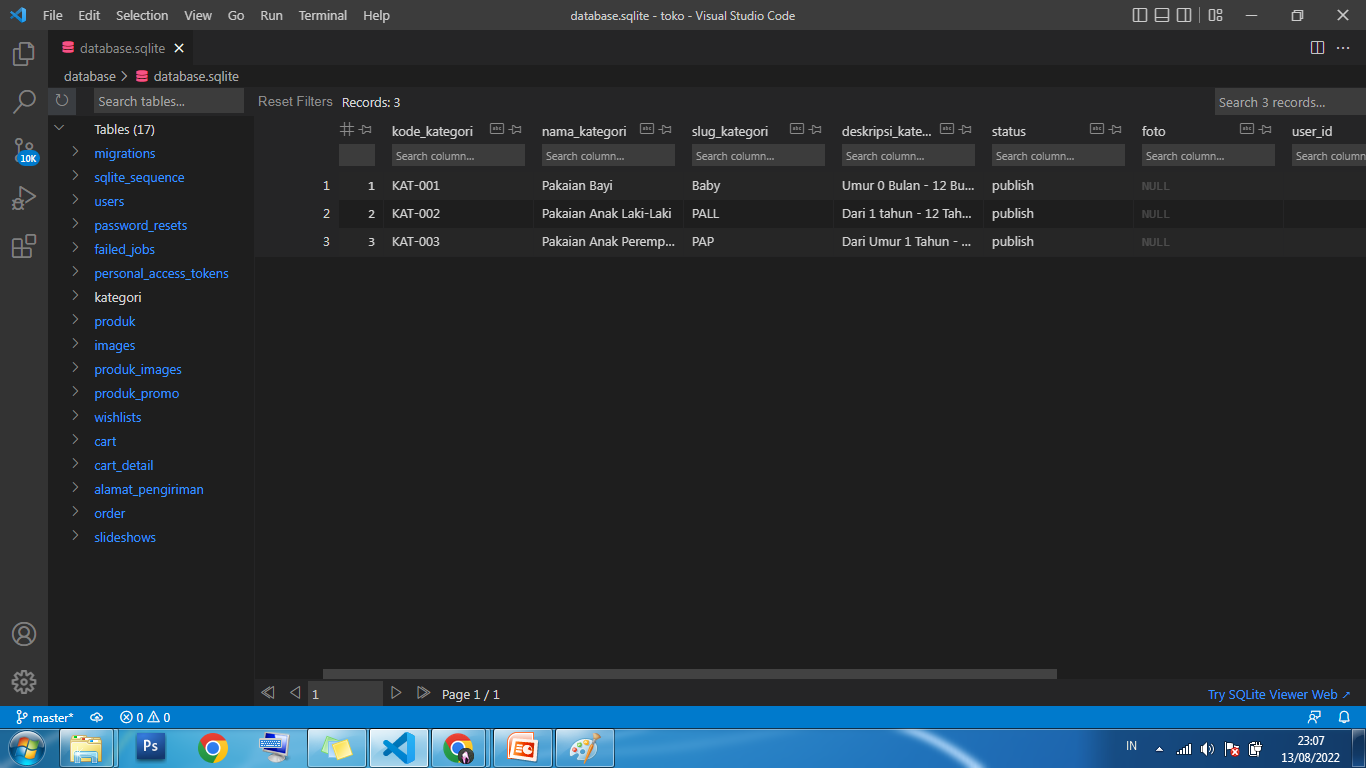 File Edit Selection View Go Run Terminal Help database.sqlite - toko - Visual Studio Code
database.sqlite
database > database.sqlite
Search tables... Reset Filters Records: 3 Search 3 records...
Tables (17)
migrations
sqlite_sequence
users
password_resets
failed_jobs
personal_access_tokens
kategori
produk
images
produk_images
produk_promo
wishlists
cart
cart_detail
alamat_pengiriman
order
slideshows
kode_kategori nama_kategori slug_kategori deskripsi_kate... status foto user_id
Search column... Search column... Search column... Search column... Search column... Search column... Search colum
1 1 KAT-001 Pakaian Bayi Baby Umur 0 Bulan - 12 Bu... publish NULL
2 2 KAT-002 Pakaian Anak Laki-Laki PALL Dari 1 tahun - 12 Tah... publish NULL
3 3 KAT-003 Pakaian Anak Peremp... PAP Dari Umur 1 Tahun - ... publish NULL
1 Page 1 / 1 Try SQLite Viewer Web ↗
10K
master* 0 0
Ps
IN 23:07
13/08/2022